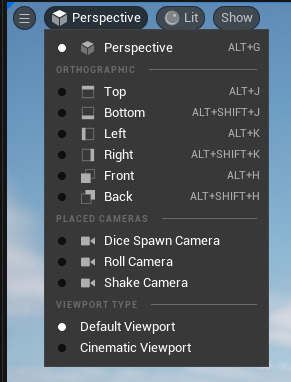 Perspective Lit Show
Perspective ALT+G
ORTHOGRAPHIC
Top ALT+J
Bottom ALT+SHIFT+J
Left ALT+K
Right ALT+SHIFT+K
Front ALT+H
Back ALT+SHIFT+H
PLACED CAMERAS
Dice Spawn Camera
Roll Camera
Shake Camera
VIEWPORT TYPE
Default Viewport
Cinematic Viewport